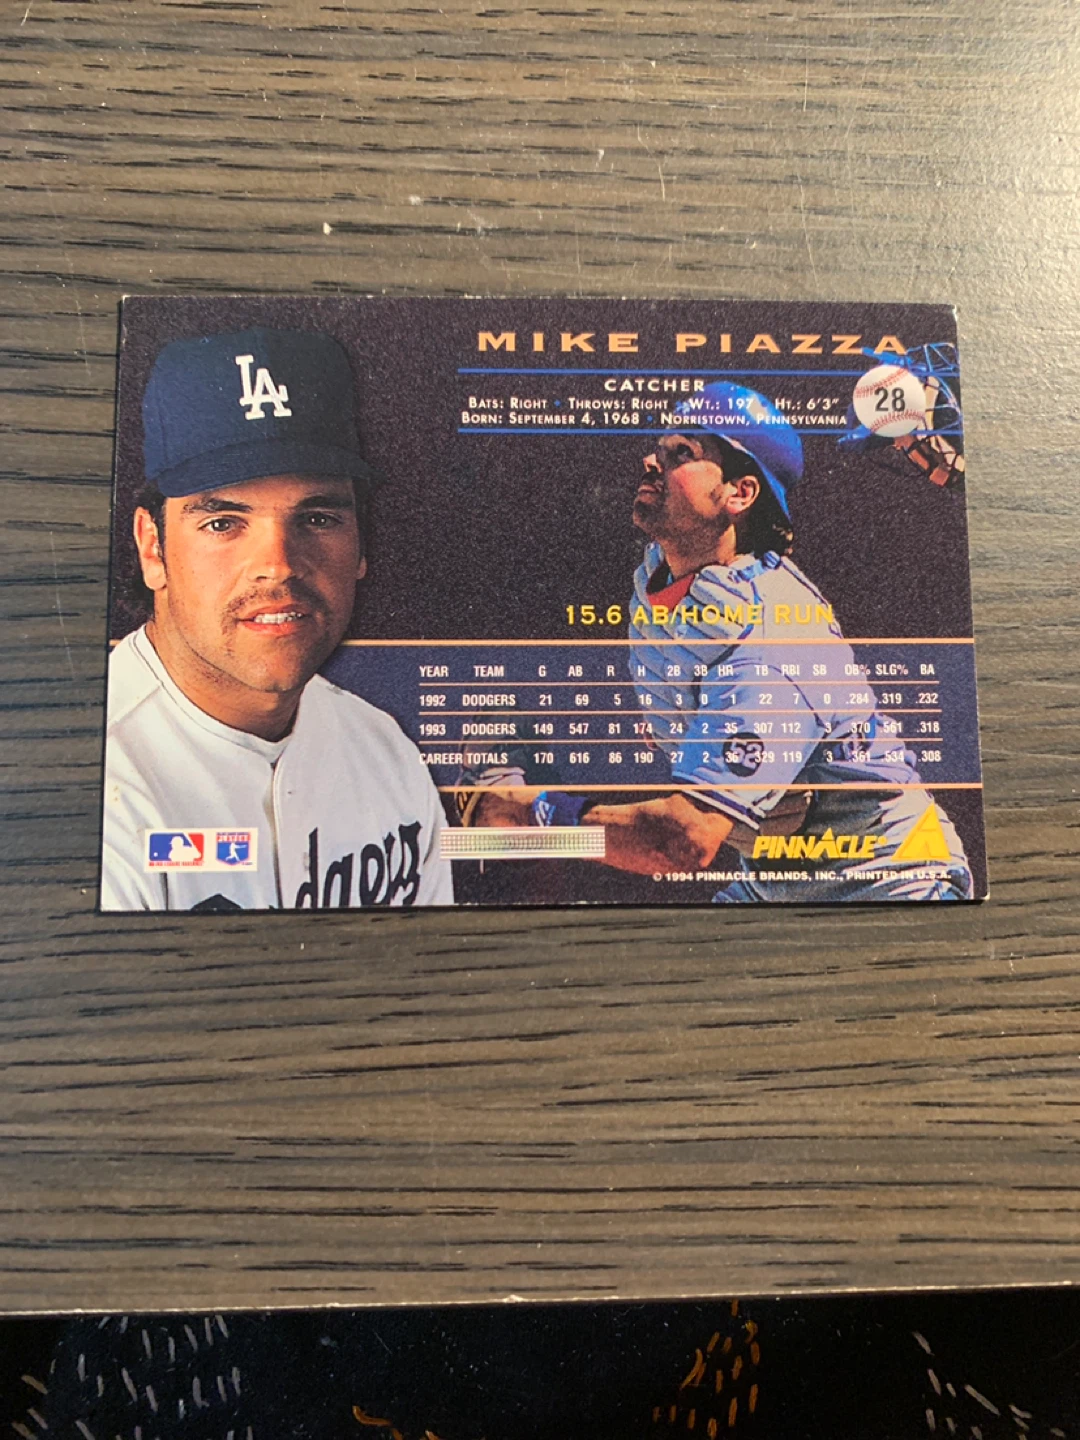 LA
MIKE PIAZZA
CATCHER
BATS: RIGHT • THROWS: RIGHT • WT.: 197 • HT.: 6'3"
BORN: SEPTEMBER 4, 1968 • NORRISTOWN, PENNSYLVANIA
28
15.6 AB/HOME RUN
YEAR TEAM G AB R H 2B 3B HR TB RBI SB OB% SLG% BA
1992 DODGERS 21 69 5 16 3 0 1 22 7 0 .284 .319 .232
1993 DODGERS 149 547 81 174 24 2 35 307 112 3 .370 .561 .318
CAREER TOTALS 170 616 86 190 27 2 36 329 119 3 .361 .534 .308
52
PINNACLE®
© 1994 PINNACLE BRANDS, INC., PRINTED IN U.S.A.